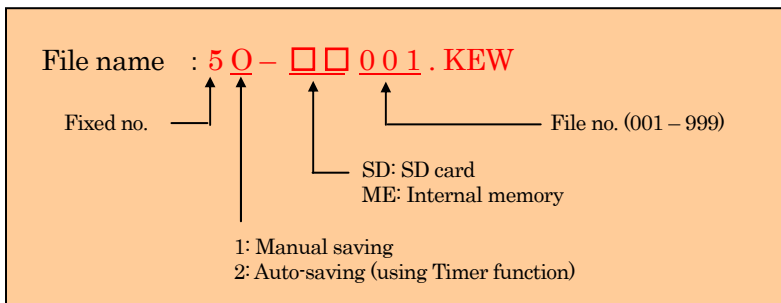 File name : 5 O – □□ 0 0 1 . KEW
Fixed no.
File no. (001 – 999)
SD: SD card
ME: Internal memory
1: Manual saving
2: Auto-saving (using Timer function)